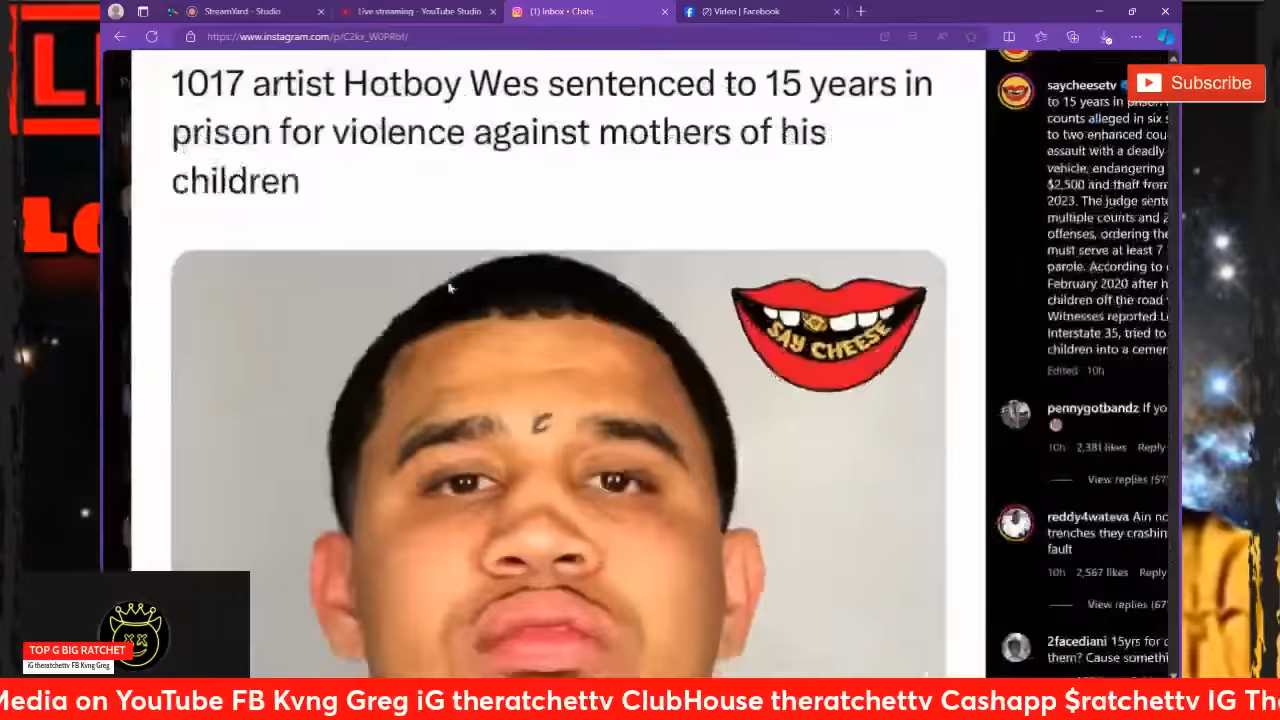 StreamYard - Studio
Live streaming - YouTube Studio
(1) Inbox • Chats
(2) Video | Facebook
https://www.instagram.com/p/C2kx_W0PRbf/
1017 artist Hotboy Wes sentenced to 15 years in
prison for violence against mothers of his
children
SAY CHEESE
Subscribe
saycheesetv
to 15 years in prison
counts alleged in six s
to two enhanced cou
assault with a deadly
vehicle, endangering
$2,500 and theft from
2023. The judge sente
multiple counts and 2
offenses, ordering the
must serve at least 7
parole. According to
February 2020 after h
children off the road
Witnesses reported L
Interstate 35, tried to
children into a cemen
Edited 10h
pennygotbandz If yo
10h 2,381 likes Reply
View replies (57
reddy4wateva Ain no
trenches they crashin
fault
10h 2,567 likes Reply
View replies (67
2facediani 15yrs for
them? Cause somethi
TOP G BIG RATCHET
iG theratchettv FB Kvng Greg
Media on YouTube FB Kvng Greg iG theratchettv ClubHouse theratchettv Cashapp $ratchettv IG Th